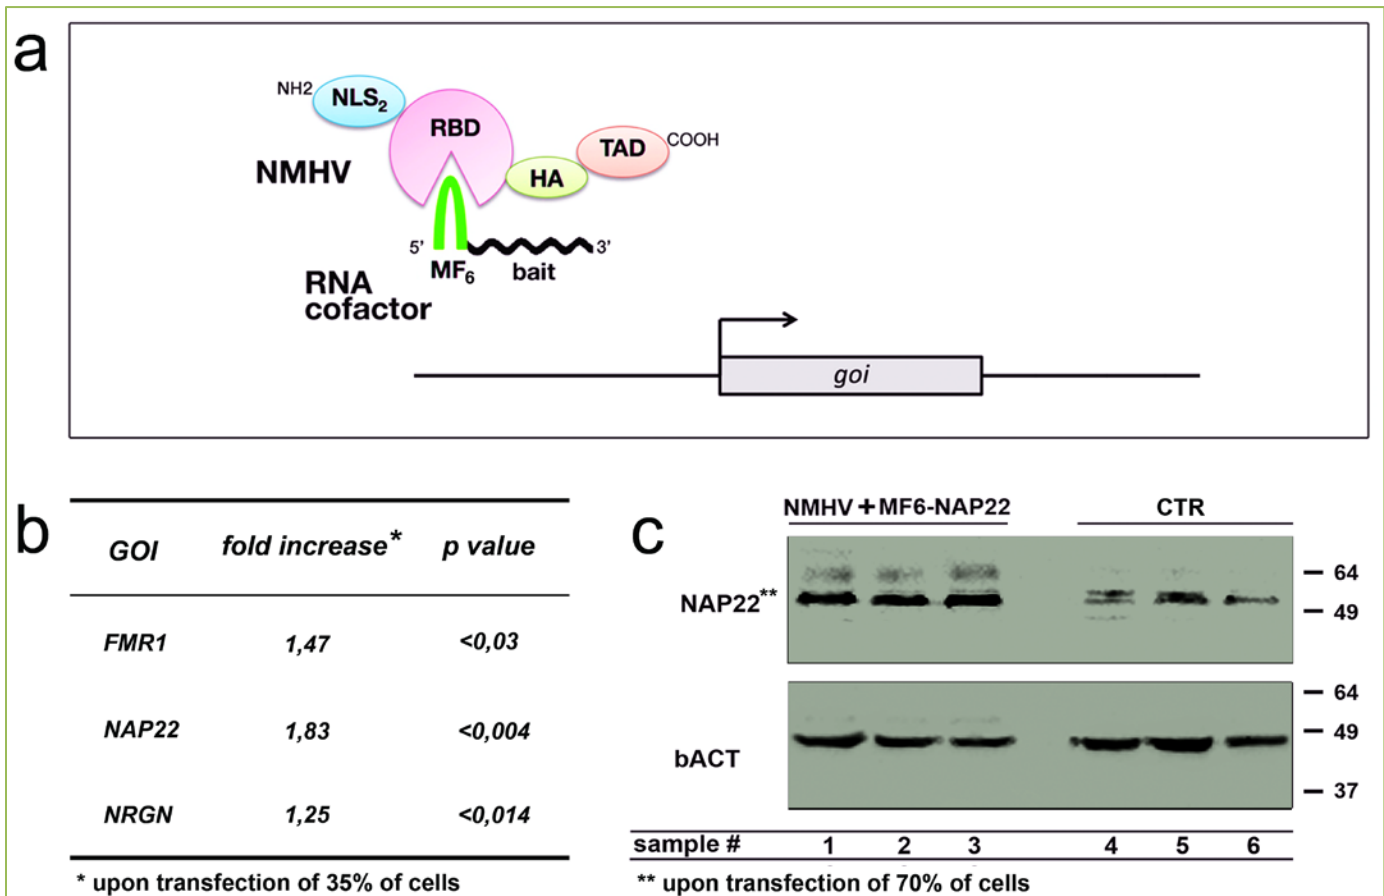 a
NH2 NLS2
RBD
TAD COOH
HA
NMHV
5' 3'
MF6 bait
RNA
cofactor
goi
b
GOI fold increase* p value
FMR1 1,47 <0,03
NAP22 1,83 <0,004
NRGN 1,25 <0,014
* upon transfection of 35% of cells
c
NMHV+MF6-NAP22 CTR
NAP22** 64
49
64
49
bACT
37
sample # 1 2 3 4 5 6
** upon transfection of 70% of cells